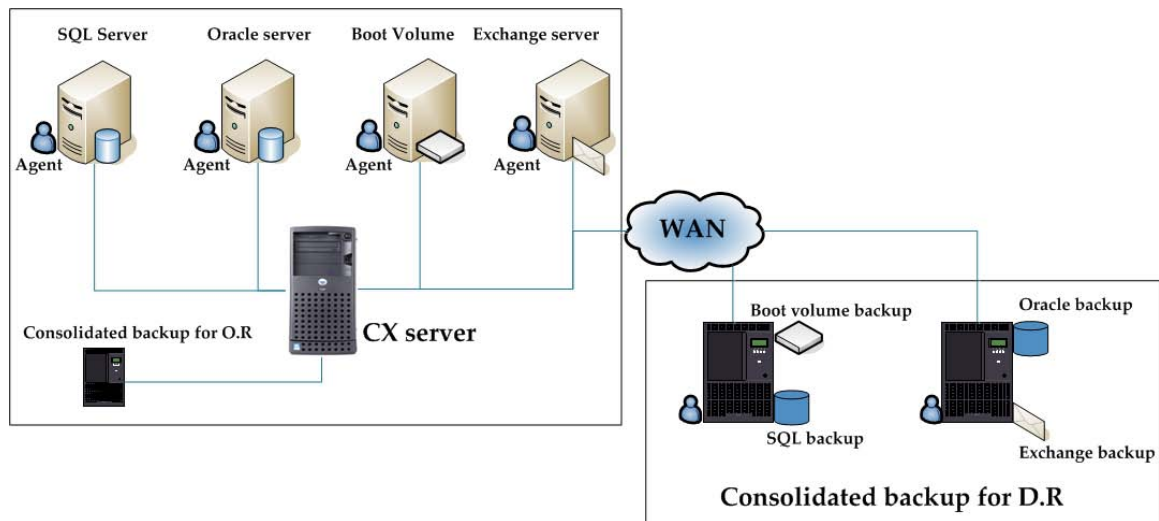 SQL Server
Oracle server
Boot Volume
Exchange server
Agent
Agent
Agent
Agent
WAN
CX server
Consolidated backup for O.R
Boot volume backup
Oracle backup
SQL backup
Exchange backup
Consolidated backup for D.R